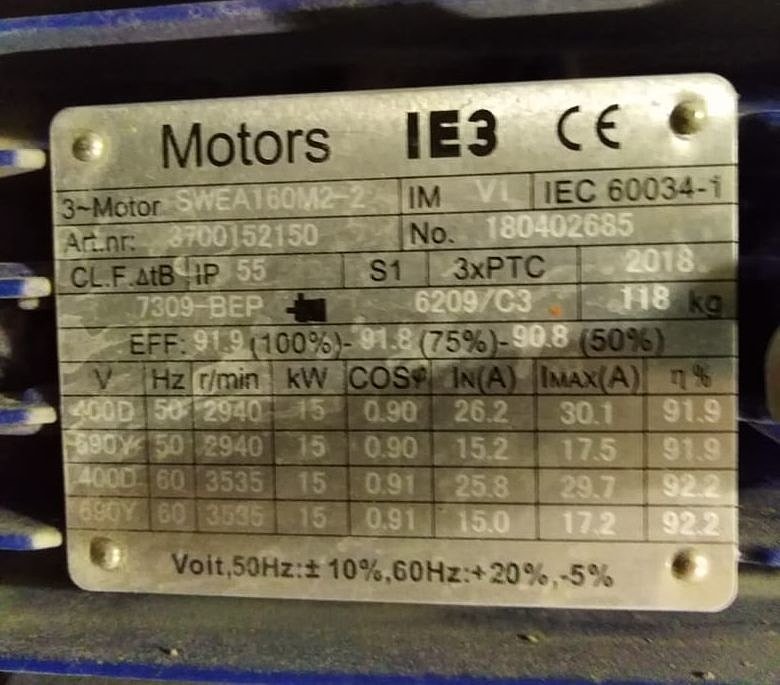 Motors IE3 CE
3~Motor SWEA160M2-2 IM V1 IEC 60034-1
Art.nr: 3700152150 No. 180402685
CL.F.ΔtB IP 55 S1 3xPTC 2018
7309-BEP 6209/C3 118 kg
EFF: 91.9 (100%)- 91.8 (75%)-90.8 (50%)
V Hz r/min kW COSφ IN(A) IMAX(A) η%
400D 50 2940 15 0.90 26.2 30.1 91.9
690Y 50 2940 15 0.90 15.2 17.5 91.9
400D 60 3535 15 0.91 25.8 29.7 92.2
690Y 60 3535 15 0.91 15.0 17.2 92.2
Voit,50Hz:± 10%,60Hz:+20%,-5%